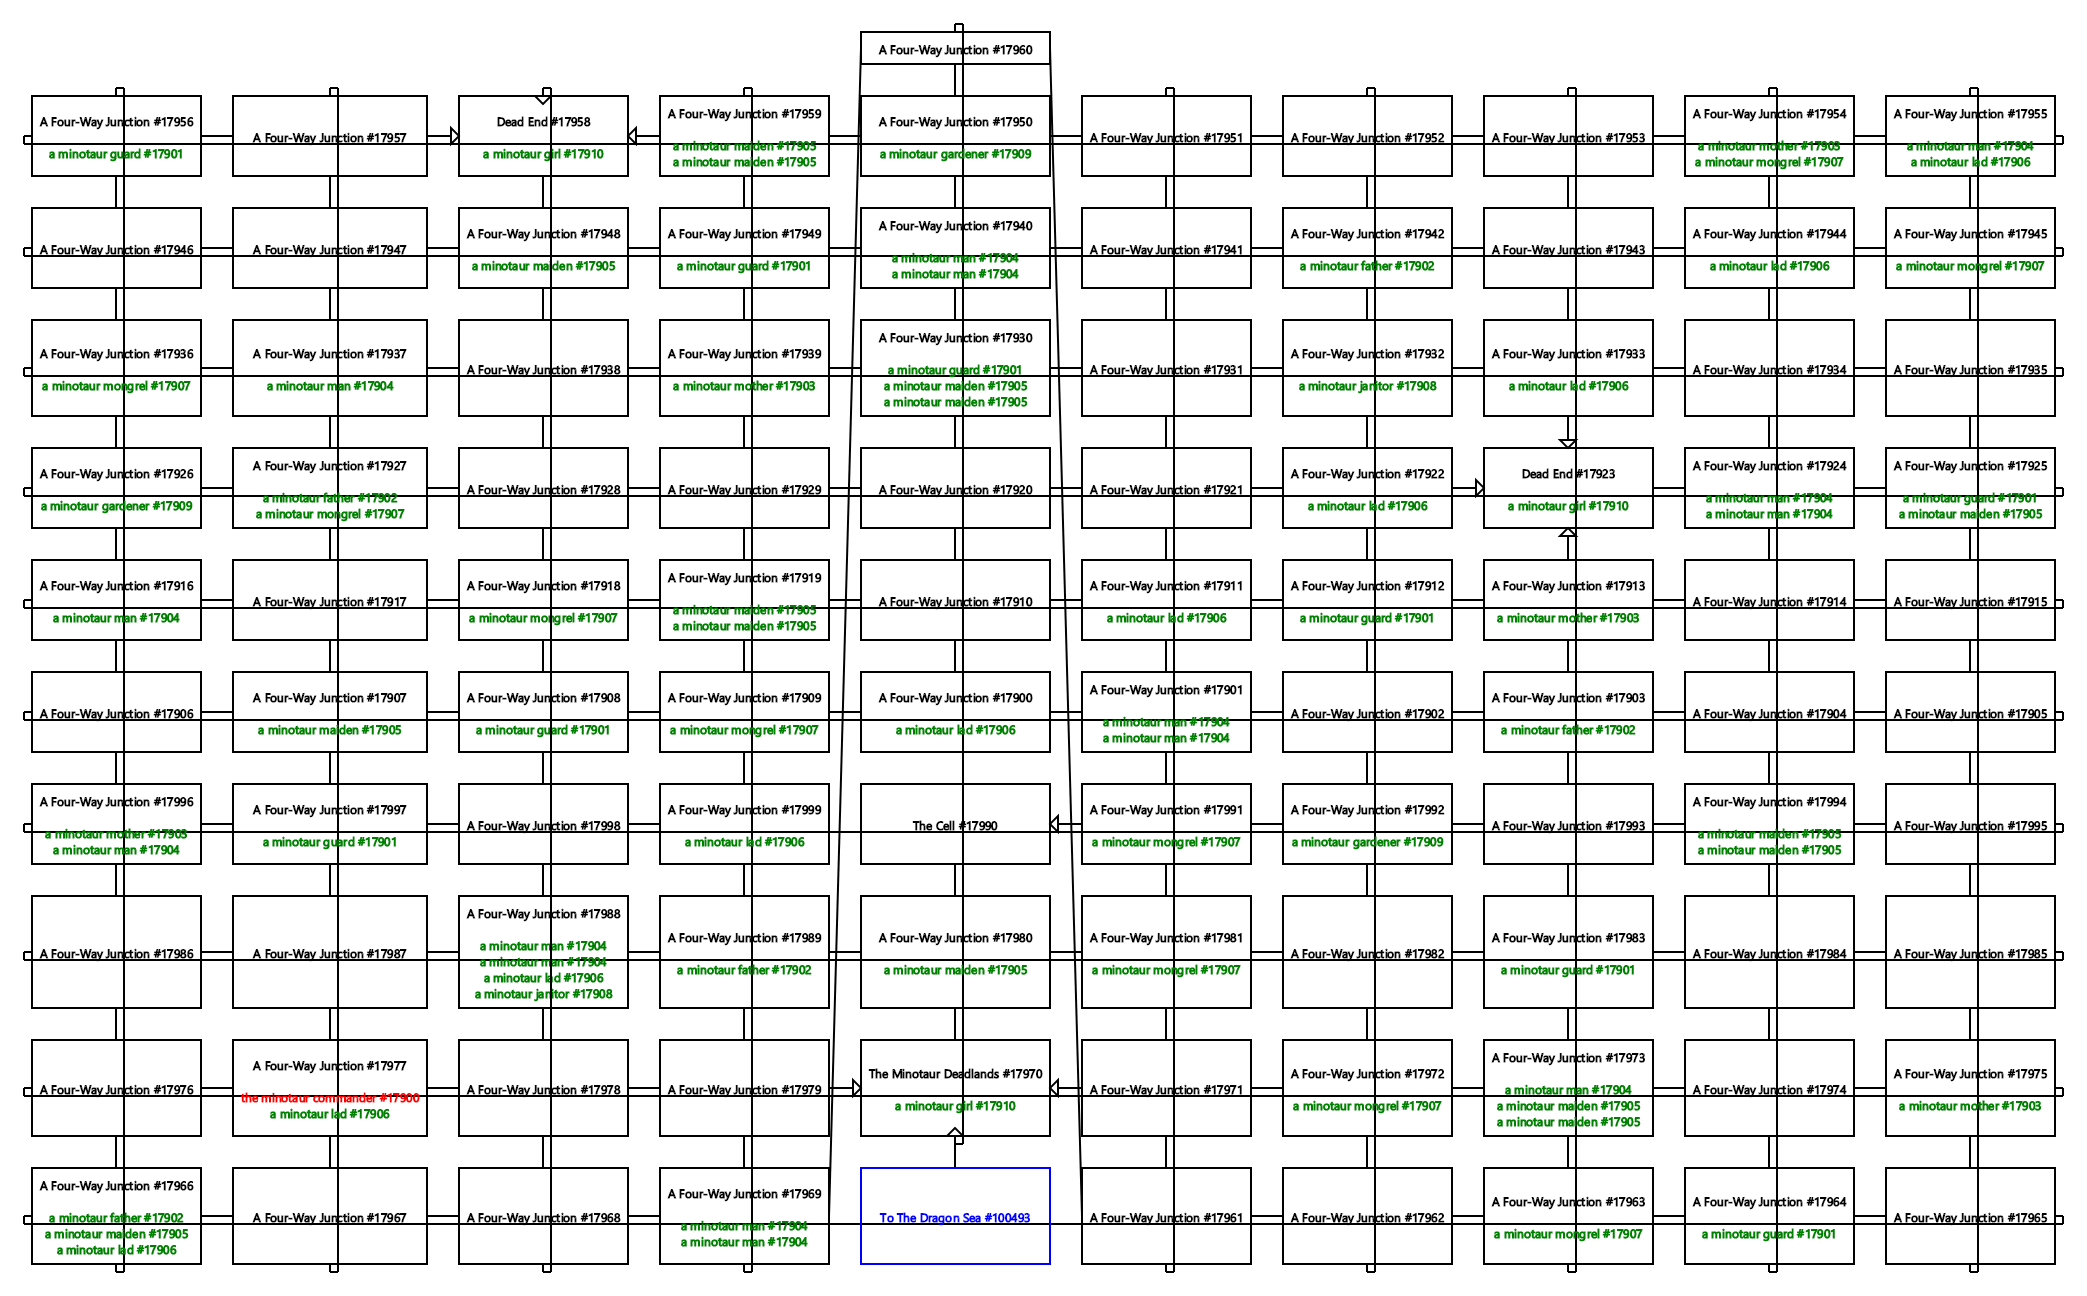 A Four-Way Junction #17960
A Four-Way Junction #17956
a minotaur guard #17901
A Four-Way Junction #17957
Dead End #17958
a minotaur girl #17910
A Four-Way Junction #17959
a minotaur maiden #17905
a minotaur maiden #17905
A Four-Way Junction #17950
a minotaur gardener #17909
A Four-Way Junction #17951
A Four-Way Junction #17952
A Four-Way Junction #17953
A Four-Way Junction #17954
a minotaur mother #17903
a minotaur mongrel #17907
A Four-Way Junction #17955
a minotaur man #17904
a minotaur lad #17906
A Four-Way Junction #17946
A Four-Way Junction #17947
A Four-Way Junction #17948
a minotaur maiden #17905
A Four-Way Junction #17949
a minotaur guard #17901
A Four-Way Junction #17940
a minotaur man #17904
a minotaur man #17904
A Four-Way Junction #17941
A Four-Way Junction #17942
a minotaur father #17902
A Four-Way Junction #17943
A Four-Way Junction #17944
a minotaur lad #17906
A Four-Way Junction #17945
a minotaur mongrel #17907
A Four-Way Junction #17936
a minotaur mongrel #17907
A Four-Way Junction #17937
a minotaur man #17904
A Four-Way Junction #17938
A Four-Way Junction #17939
a minotaur mother #17903
A Four-Way Junction #17930
a minotaur guard #17901
a minotaur maiden #17905
a minotaur maiden #17905
A Four-Way Junction #17931
A Four-Way Junction #17932
a minotaur janitor #17908
A Four-Way Junction #17933
a minotaur lad #17906
A Four-Way Junction #17934
A Four-Way Junction #17935
A Four-Way Junction #17926
a minotaur gardener #17909
A Four-Way Junction #17927
a minotaur father #17902
a minotaur mongrel #17907
A Four-Way Junction #17928
A Four-Way Junction #17929
A Four-Way Junction #17920
A Four-Way Junction #17921
A Four-Way Junction #17922
a minotaur lad #17906
Dead End #17923
a minotaur girl #17910
A Four-Way Junction #17924
a minotaur man #17904
a minotaur man #17904
A Four-Way Junction #17925
a minotaur guard #17901
a minotaur maiden #17905
A Four-Way Junction #17916
a minotaur man #17904
A Four-Way Junction #17917
A Four-Way Junction #17918
a minotaur mongrel #17907
A Four-Way Junction #17919
a minotaur maiden #17905
a minotaur maiden #17905
A Four-Way Junction #17910
A Four-Way Junction #17911
a minotaur lad #17906
A Four-Way Junction #17912
a minotaur guard #17901
A Four-Way Junction #17913
a minotaur mother #17903
A Four-Way Junction #17914
A Four-Way Junction #17915
A Four-Way Junction #17906
A Four-Way Junction #17907
a minotaur maiden #17905
A Four-Way Junction #17908
a minotaur guard #17901
A Four-Way Junction #17909
a minotaur mongrel #17907
A Four-Way Junction #17900
a minotaur lad #17906
A Four-Way Junction #17901
a minotaur man #17904
a minotaur man #17904
A Four-Way Junction #17902
A Four-Way Junction #17903
a minotaur father #17902
A Four-Way Junction #17904
A Four-Way Junction #17905
A Four-Way Junction #17996
a minotaur mother #17903
a minotaur man #17904
A Four-Way Junction #17997
a minotaur guard #17901
A Four-Way Junction #17998
A Four-Way Junction #17999
a minotaur lad #17906
The Cell #17990
A Four-Way Junction #17991
a minotaur mongrel #17907
A Four-Way Junction #17992
a minotaur gardener #17909
A Four-Way Junction #17993
A Four-Way Junction #17994
a minotaur maiden #17905
a minotaur maiden #17905
A Four-Way Junction #17995
A Four-Way Junction #17986
A Four-Way Junction #17987
A Four-Way Junction #17988
a minotaur man #17904
a minotaur man #17904
a minotaur lad #17906
a minotaur janitor #17908
A Four-Way Junction #17989
a minotaur father #17902
A Four-Way Junction #17980
a minotaur maiden #17905
A Four-Way Junction #17981
a minotaur mongrel #17907
A Four-Way Junction #17982
A Four-Way Junction #17983
a minotaur guard #17901
A Four-Way Junction #17984
A Four-Way Junction #17985
A Four-Way Junction #17976
A Four-Way Junction #17977
the minotaur commander #17900
a minotaur lad #17906
A Four-Way Junction #17978
A Four-Way Junction #17979
The Minotaur Deadlands #17970
a minotaur girl #17910
A Four-Way Junction #17971
A Four-Way Junction #17972
a minotaur mongrel #17907
A Four-Way Junction #17973
a minotaur man #17904
a minotaur maiden #17905
a minotaur maiden #17905
A Four-Way Junction #17974
A Four-Way Junction #17975
a minotaur mother #17903
A Four-Way Junction #17966
a minotaur father #17902
a minotaur maiden #17905
a minotaur lad #17906
A Four-Way Junction #17967
A Four-Way Junction #17968
A Four-Way Junction #17969
a minotaur man #17904
a minotaur man #17904
To The Dragon Sea #100493
A Four-Way Junction #17961
A Four-Way Junction #17962
A Four-Way Junction #17963
a minotaur mongrel #17907
A Four-Way Junction #17964
a minotaur guard #17901
A Four-Way Junction #17965